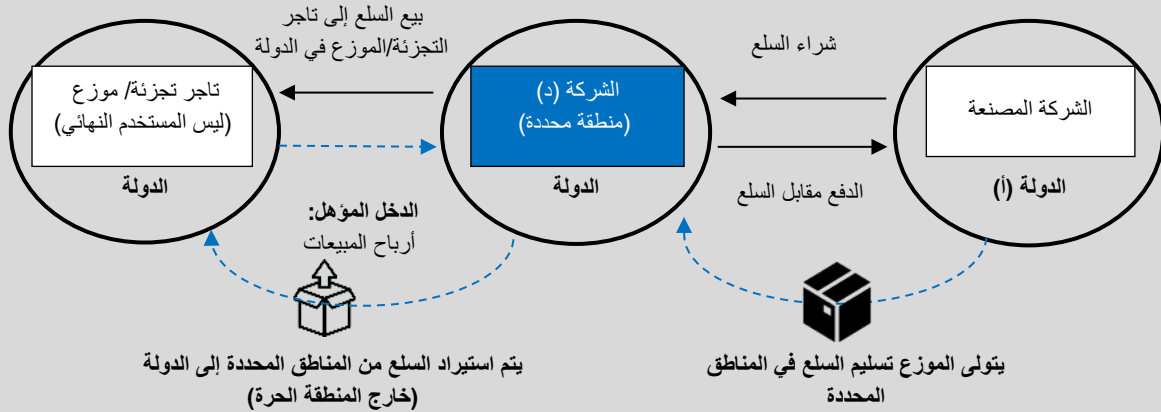 شراء السلع
الشركة المصنعة
الدولة (أ)
الدفع مقابل السلع
الشركة (د)
(منطقة محددة)
الدولة
بيع السلع إلى تاجر
التجزئة/الموزع في الدولة
تاجر تجزئة/ موزع
(ليس المستخدم النهائي)
الدولة
الدخل المؤهل:
أرباح المبيعات
يتولى الموزع تسليم السلع في المناطق
المحددة
يتم استيراد السلع من المناطق المحددة إلى الدولة
(خارج المنطقة الحرة)